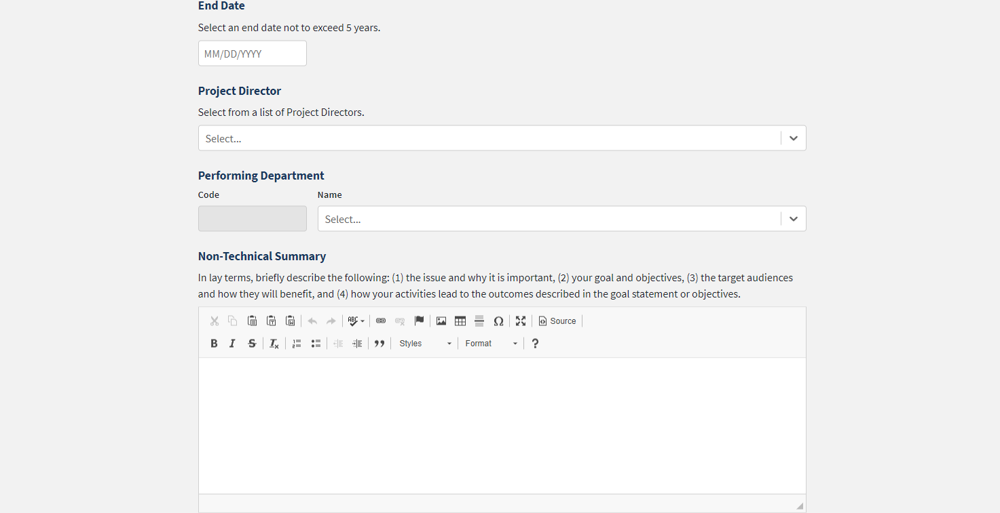 End Date
Select an end date not to exceed 5 years.
MM/DD/YYYY
Project Director
Select from a list of Project Directors.
Select...
Performing Department
Code Name
Select...
Non-Technical Summary
In lay terms, briefly describe the following: (1) the issue and why it is important, (2) your goal and objectives, (3) the target audiences
and how they will benefit, and (4) how your activities lead to the outcomes described in the goal statement or objectives.
ABC Ω Source
B I S Tx Styles Format ?